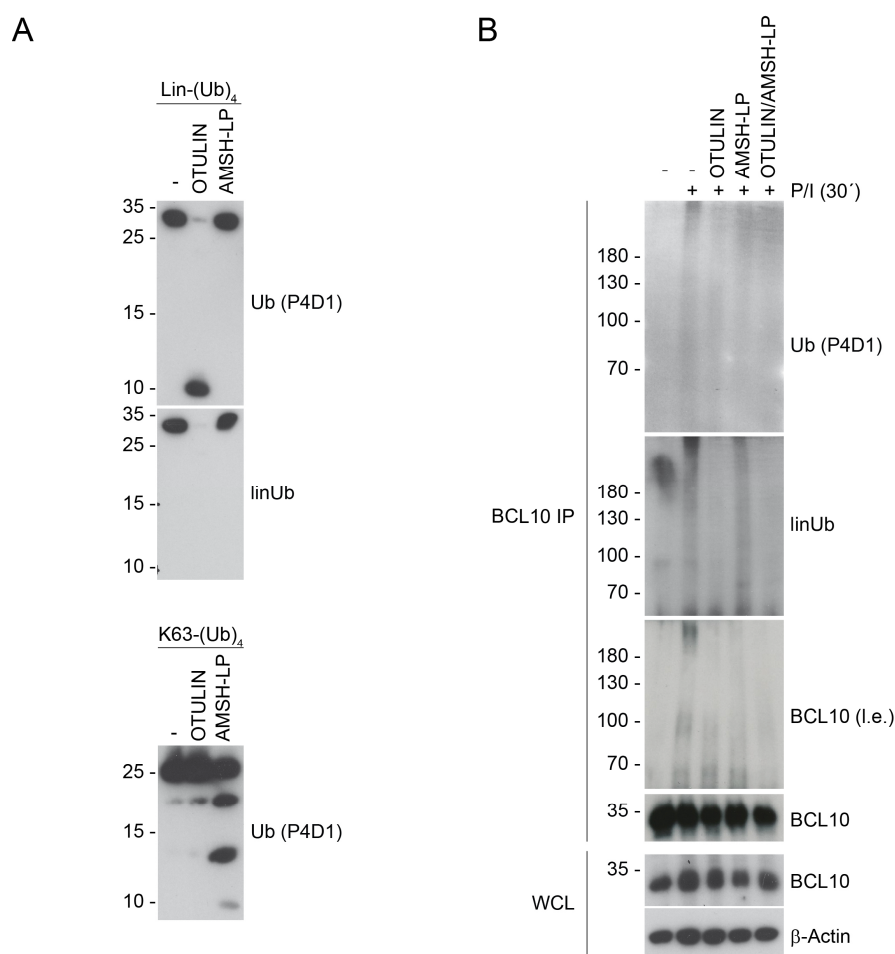 A
Lin-(Ub)4
-
OTULIN
AMSH-LP
35 -
25 -
15 -
10 -
Ub (P4D1)
35 -
25 -
15 -
10 -
linUb
K63-(Ub)4
-
OTULIN
AMSH-LP
25 -
15 -
10 -
Ub (P4D1)
B
-
-
OTULIN
AMSH-LP
OTULIN/AMSH-LP
+ + + + P/I (30´)
BCL10 IP
180 -
130 -
100 -
70 -
Ub (P4D1)
180 -
130 -
100 -
70 -
linUb
180 -
130 -
100 -
70 -
BCL10 (l.e.)
35 -
BCL10
WCL
35 -
BCL10
β-Actin